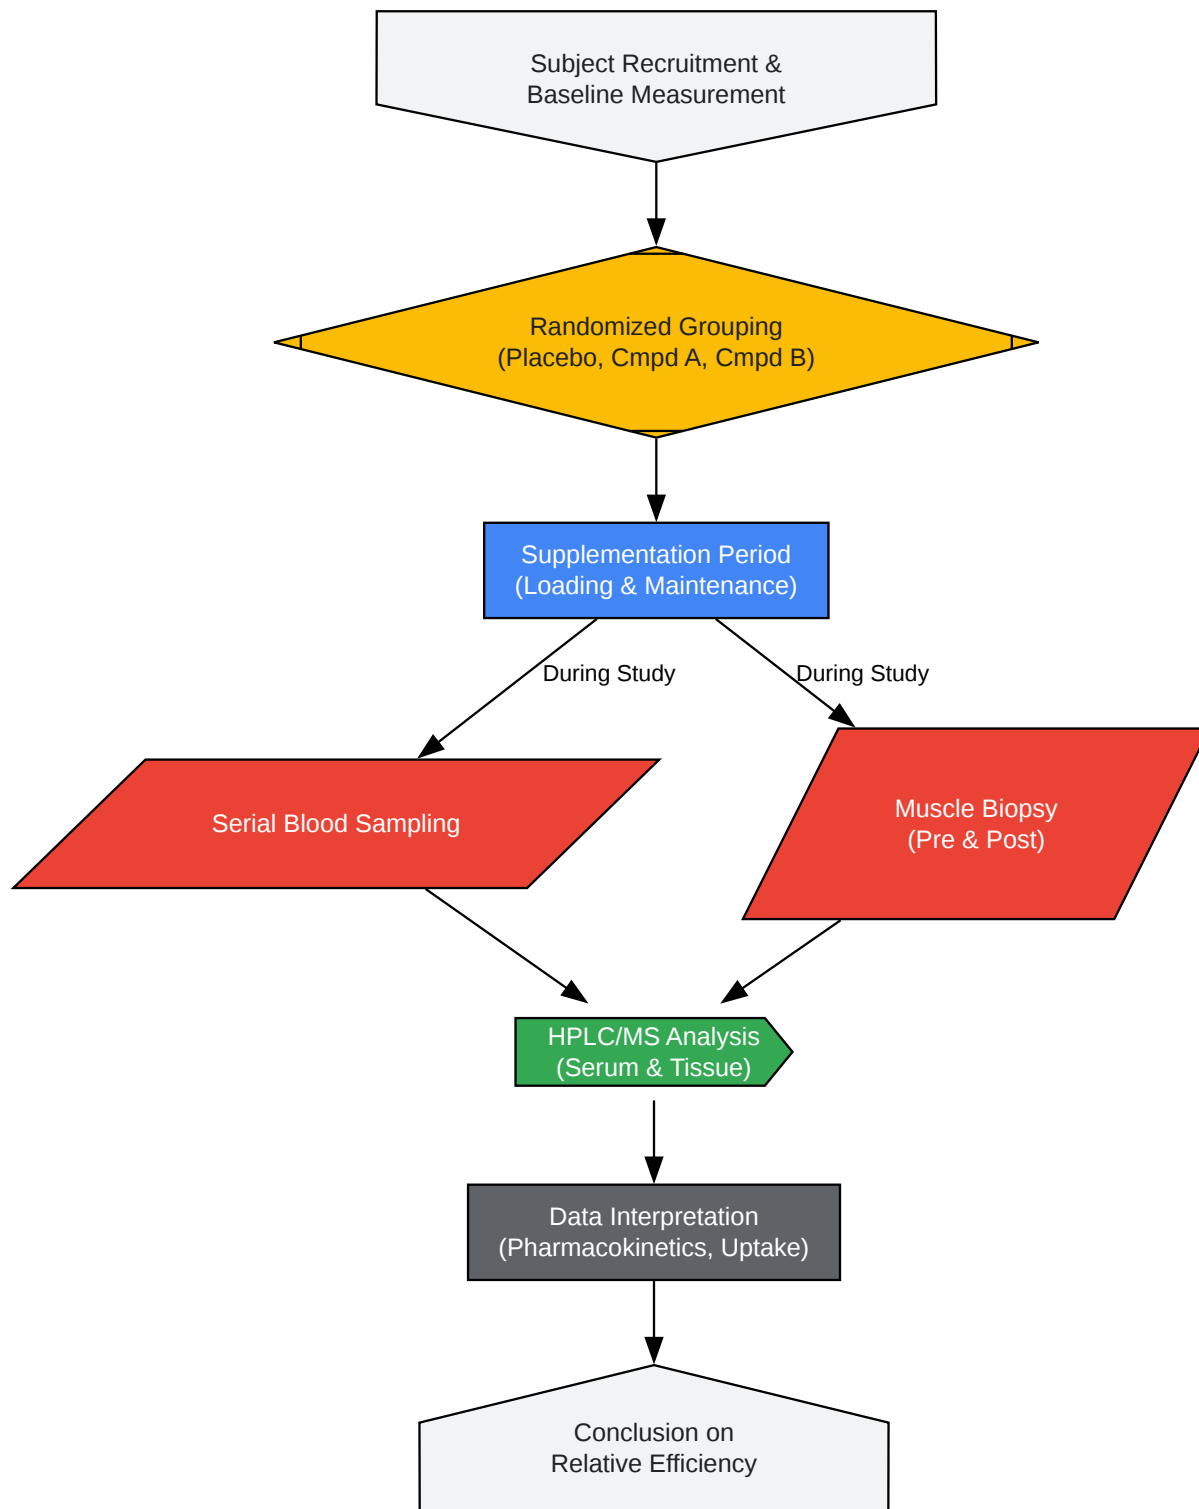 Subject Recruitment &
Baseline Measurement
Randomized Grouping
(Placebo, Cmpd A, Cmpd B)
Supplementation Period
(Loading & Maintenance)
During Study
During Study
Serial Blood Sampling
Muscle Biopsy
(Pre & Post)
HPLC/MS Analysis
(Serum & Tissue)
Data Interpretation
(Pharmacokinetics, Uptake)
Conclusion on
Relative Efficiency